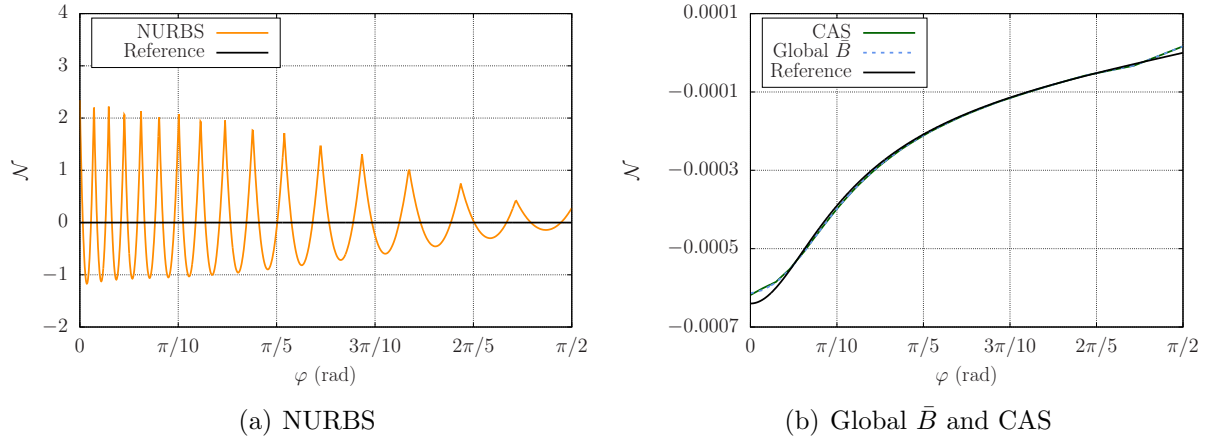 4
3
2
1
0
−1
−2
𝒩
NURBS
Reference
0
π/10
π/5
3π/10
2π/5
π/2
φ (rad)
(a) NURBS
0.0001
−0.0001
−0.0003
−0.0005
−0.0007
𝒩
CAS
Global B̄
Reference
0
π/10
π/5
3π/10
2π/5
π/2
φ (rad)
(b) Global B̄ and CAS